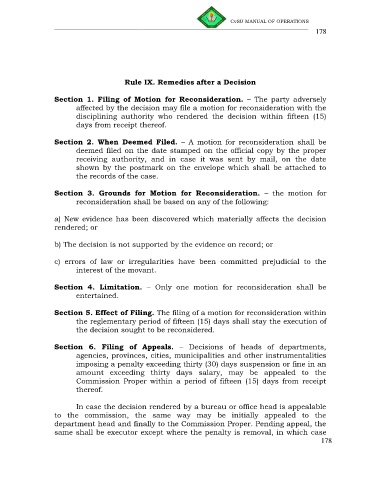 CvSU MANUAL OF OPERATIONS
178
Rule IX. Remedies after a Decision
Section 1. Filing of Motion for Reconsideration. – The party adversely
affected by the decision may file a motion for reconsideration with the
disciplining authority who rendered the decision within fifteen (15)
days from receipt thereof.
Section 2. When Deemed Filed. – A motion for reconsideration shall be
deemed filed on the date stamped on the official copy by the proper
receiving authority, and in case it was sent by mail, on the date
shown by the postmark on the envelope which shall be attached to
the records of the case.
Section 3. Grounds for Motion for Reconsideration. – the motion for
reconsideration shall be based on any of the following:
a) New evidence has been discovered which materially affects the decision
rendered; or
b) The decision is not supported by the evidence on record; or
c) errors of law or irregularities have been committed prejudicial to the
interest of the movant.
Section 4. Limitation. – Only one motion for reconsideration shall be
entertained.
Section 5. Effect of Filing. The filing of a motion for reconsideration within
the reglementary period of fifteen (15) days shall stay the execution of
the decision sought to be reconsidered.
Section 6. Filing of Appeals. – Decisions of heads of departments,
agencies, provinces, cities, municipalities and other instrumentalities
imposing a penalty exceeding thirty (30) days suspension or fine in an
amount exceeding thirty days salary, may be appealed to the
Commission Proper within a period of fifteen (15) days from receipt
thereof.
In case the decision rendered by a bureau or office head is appealable
to the commission, the same way may be initially appealed to the
department head and finally to the Commission Proper. Pending appeal, the
same shall be executor except where the penalty is removal, in which case
178